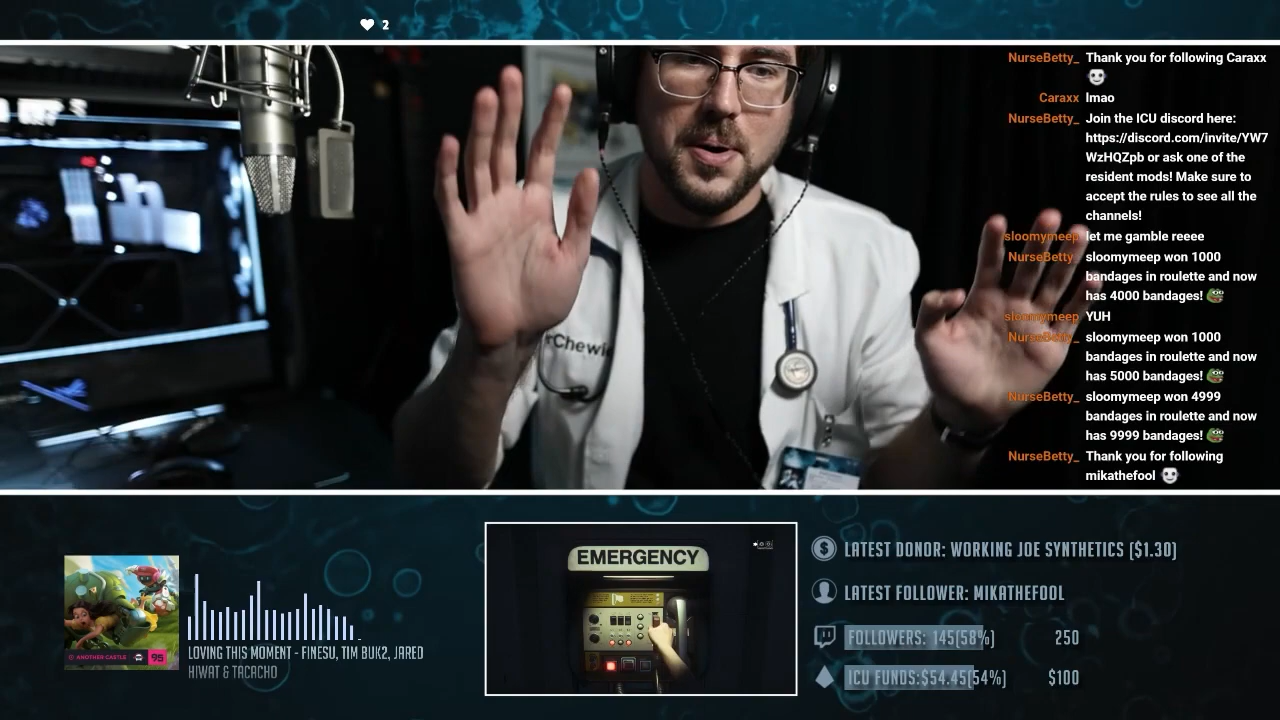 2
NurseBetty_ Thank you for following Caraxx
Caraxx lmao
NurseBetty_ Join the ICU discord here:
https://discord.com/invite/YW7
WzHQZpb or ask one of the
resident mods! Make sure to
accept the rules to see all the
channels!
sloomymeep let me gamble reeee
NurseBetty_ sloomymeep won 1000
bandages in roulette and now
has 4000 bandages!
sloomymeep YUH
NurseBetty_ sloomymeep won 1000
bandages in roulette and now
has 5000 bandages!
NurseBetty_ sloomymeep won 4999
bandages in roulette and now
has 9999 bandages!
NurseBetty_ Thank you for following
mikathefool
rChewie
ANOTHER CASTLE 95
LOVING THIS MOMENT - FINESU, TIM BUK2, JARED
HIWAT & TACACHO
EMERGENCY
LATEST DONOR: WORKING JOE SYNTHETICS ($1.30)
LATEST FOLLOWER: MIKATHEFOOL
FOLLOWERS: 145(58%) 250
ICU FUNDS:$54.45(54%) $100